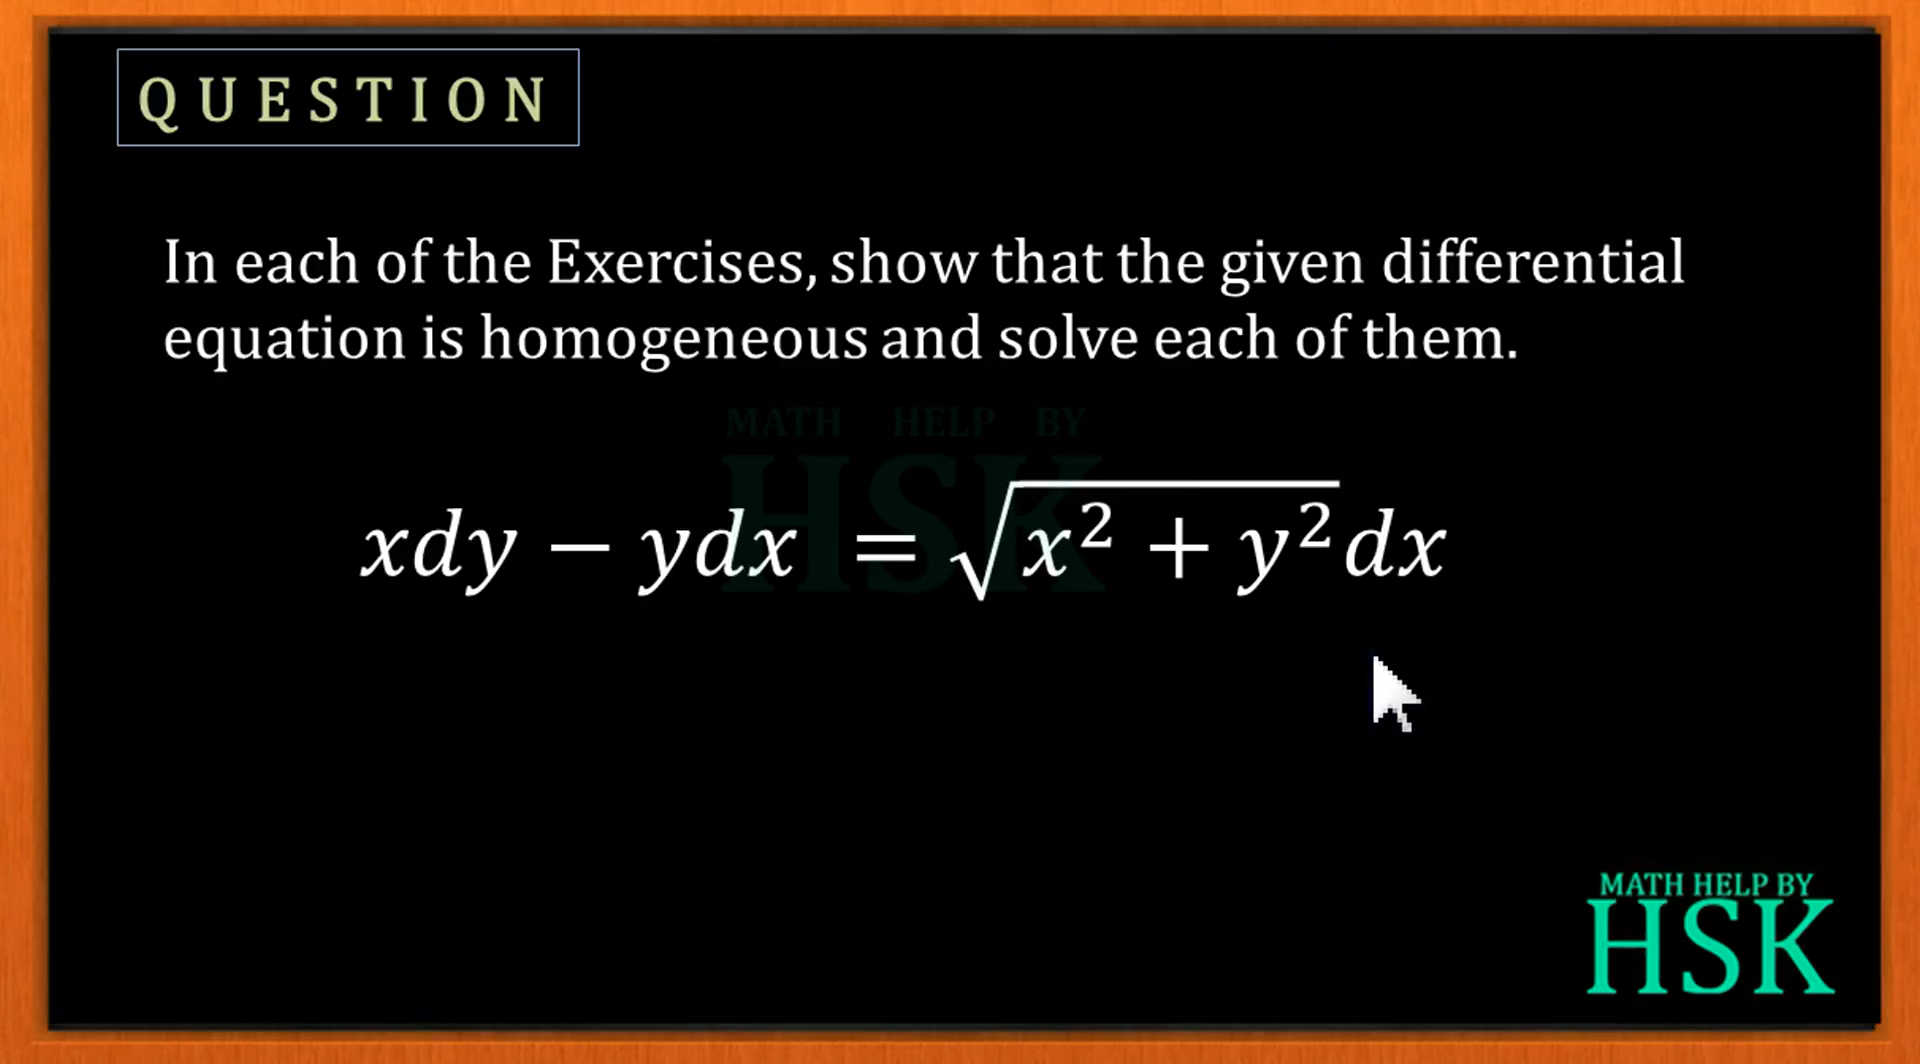 QUESTION
In each of the Exercises, show that the given differential
equation is homogeneous and solve each of them.
MATH HELP BY
HSK
xdy − ydx = √(x² + y²) dx
MATH HELP BY
HSK